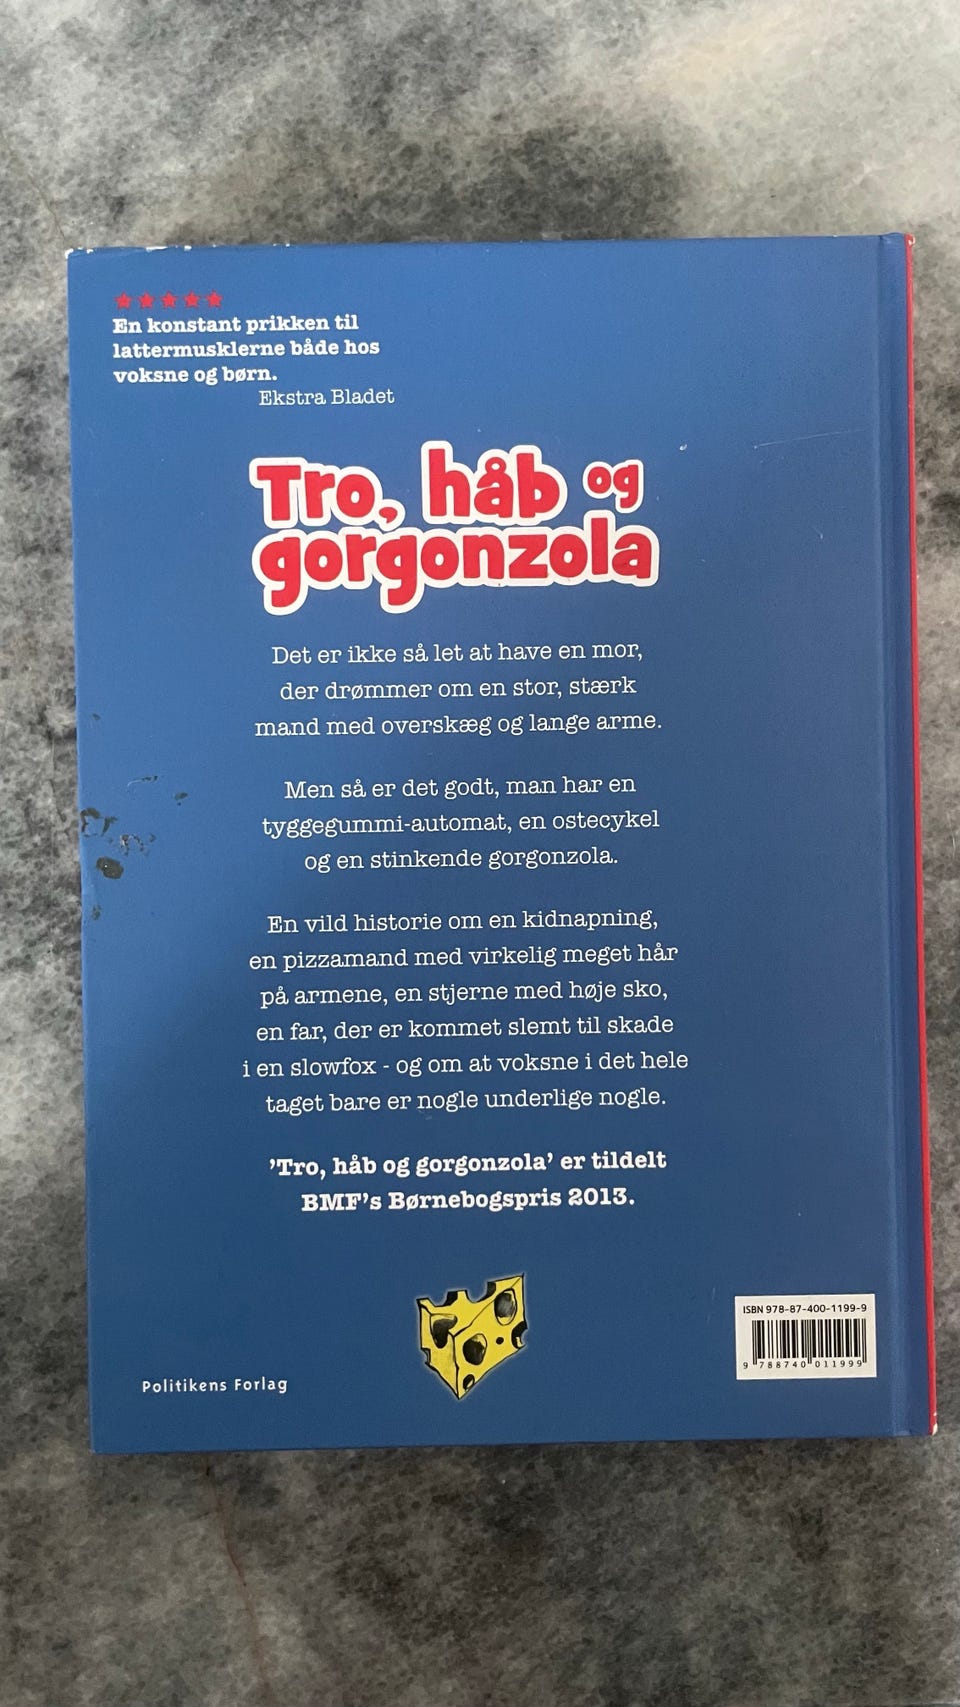 ★★★★★
En konstant prikken til
lattermusklerne både hos
voksne og børn.
Ekstra Bladet
Tro, håb og
gorgonzola
Det er ikke så let at have en mor,
der drømmer om en stor, stærk
mand med overskæg og lange arme.
Men så er det godt, man har en
tyggegummi-automat, en ostecykel
og en stinkende gorgonzola.
En vild historie om en kidnapning,
en pizzamand med virkelig meget hår
på armene, en stjerne med høje sko,
en far, der er kommet slemt til skade
i en slowfox - og om at voksne i det hele
taget bare er nogle underlige nogle.
’Tro, håb og gorgonzola’ er tildelt
BMF’s Børnebogspris 2013.
ISBN 978-87-400-1199-9
9 788740 011999
Politikens Forlag